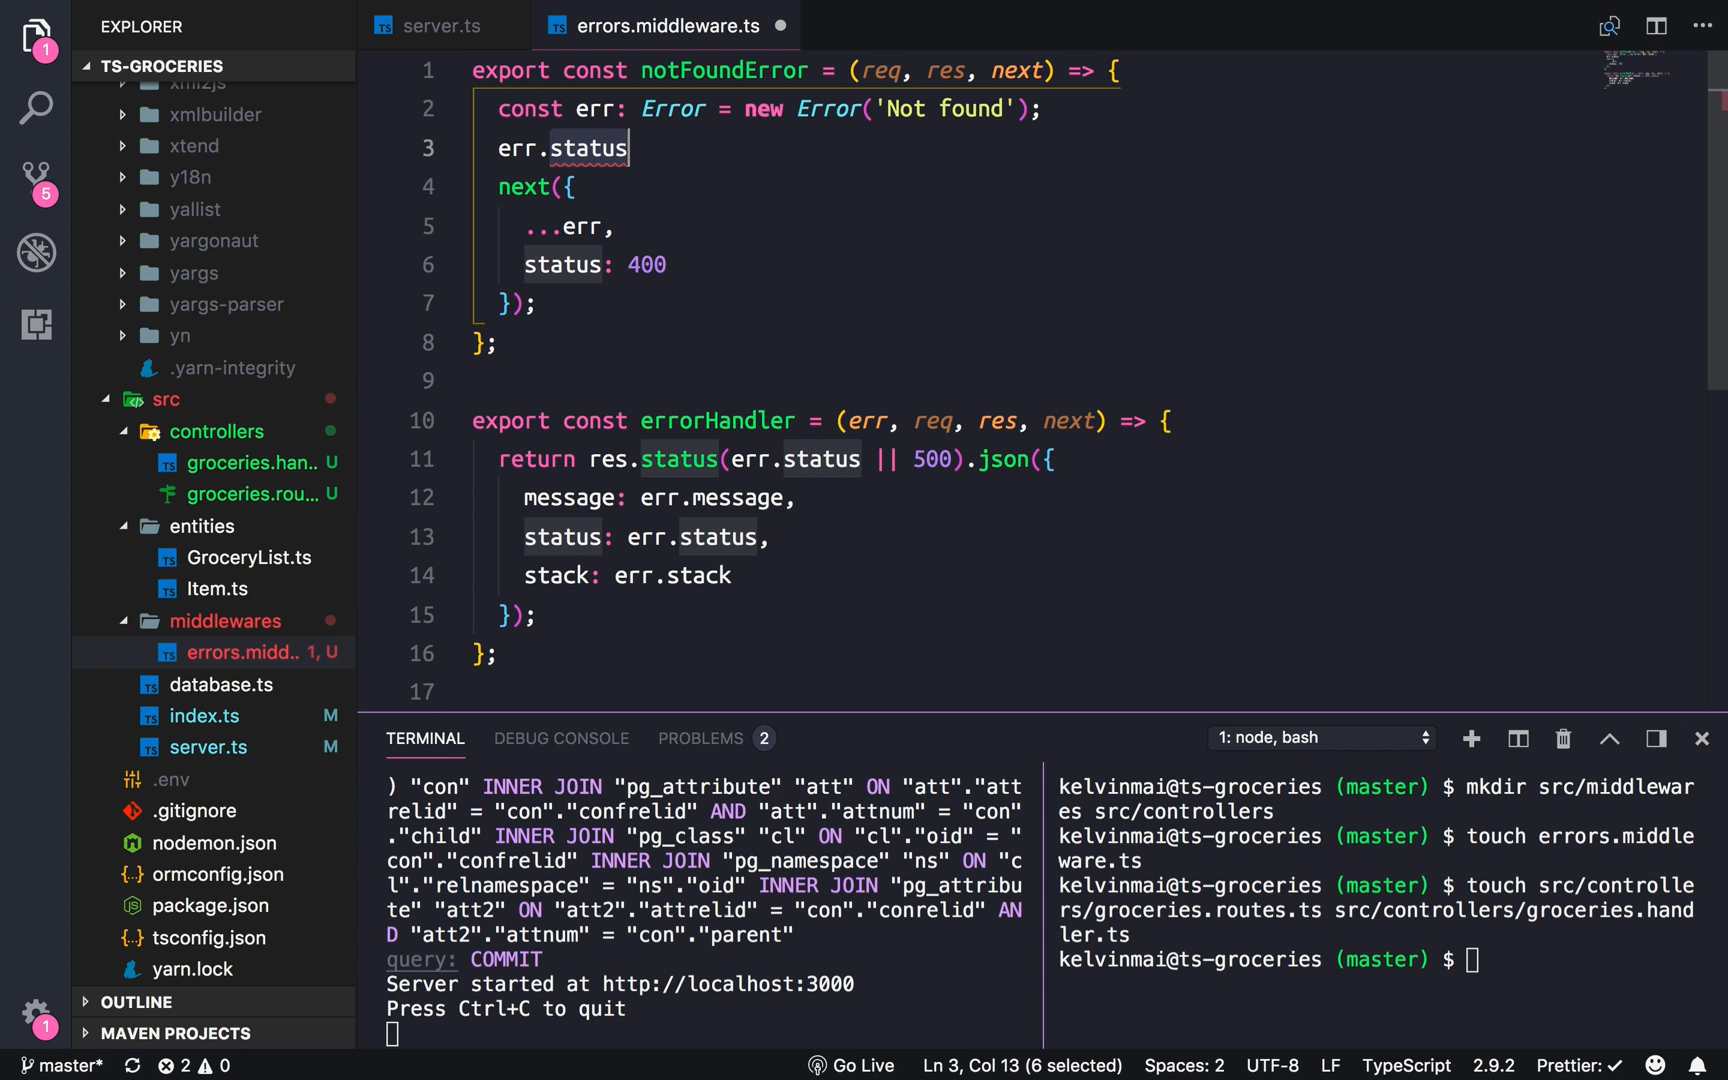 EXPLORER
TS-GROCERIES
xml2js
xmlbuilder
xtend
y18n
yallist
yargonaut
yargs
yargs-parser
yn
.yarn-integrity
src
controllers
groceries.han.. U
groceries.rou... U
entities
GroceryList.ts
Item.ts
middlewares
errors.midd.. 1, U
database.ts
index.ts M
server.ts M
.env
.gitignore
nodemon.json
ormconfig.json
package.json
tsconfig.json
yarn.lock
OUTLINE
MAVEN PROJECTS
1
5
1
TS server.ts
TS errors.middleware.ts
1 export const notFoundError = (req, res, next) => {
2 const err: Error = new Error('Not found');
3 err.status
4 next({
5 ...err,
6 status: 400
7 });
8 };
9
10 export const errorHandler = (err, req, res, next) => {
11 return res.status(err.status || 500).json({
12 message: err.message,
13 status: err.status,
14 stack: err.stack
15 });
16 };
17
TERMINAL DEBUG CONSOLE PROBLEMS 2
1: node, bash
) "con" INNER JOIN "pg_attribute" "att" ON "att"."att
relid" = "con"."confrelid" AND "att"."attnum" = "con"
."child" INNER JOIN "pg_class" "cl" ON "cl"."oid" = "
con"."confrelid" INNER JOIN "pg_namespace" "ns" ON "c
l"."relnamespace" = "ns"."oid" INNER JOIN "pg_attribu
te" "att2" ON "att2"."attrelid" = "con"."conrelid" AN
D "att2"."attnum" = "con"."parent"
query: COMMIT
Server started at http://localhost:3000
Press Ctrl+C to quit
kelvinmai@ts-groceries (master) $ mkdir src/middlewar
es src/controllers
kelvinmai@ts-groceries (master) $ touch errors.middle
ware.ts
kelvinmai@ts-groceries (master) $ touch src/controlle
rs/groceries.routes.ts src/controllers/groceries.hand
ler.ts
kelvinmai@ts-groceries (master) $
master* 2 0 Go Live Ln 3, Col 13 (6 selected) Spaces: 2 UTF-8 LF TypeScript 2.9.2 Prettier: ✓